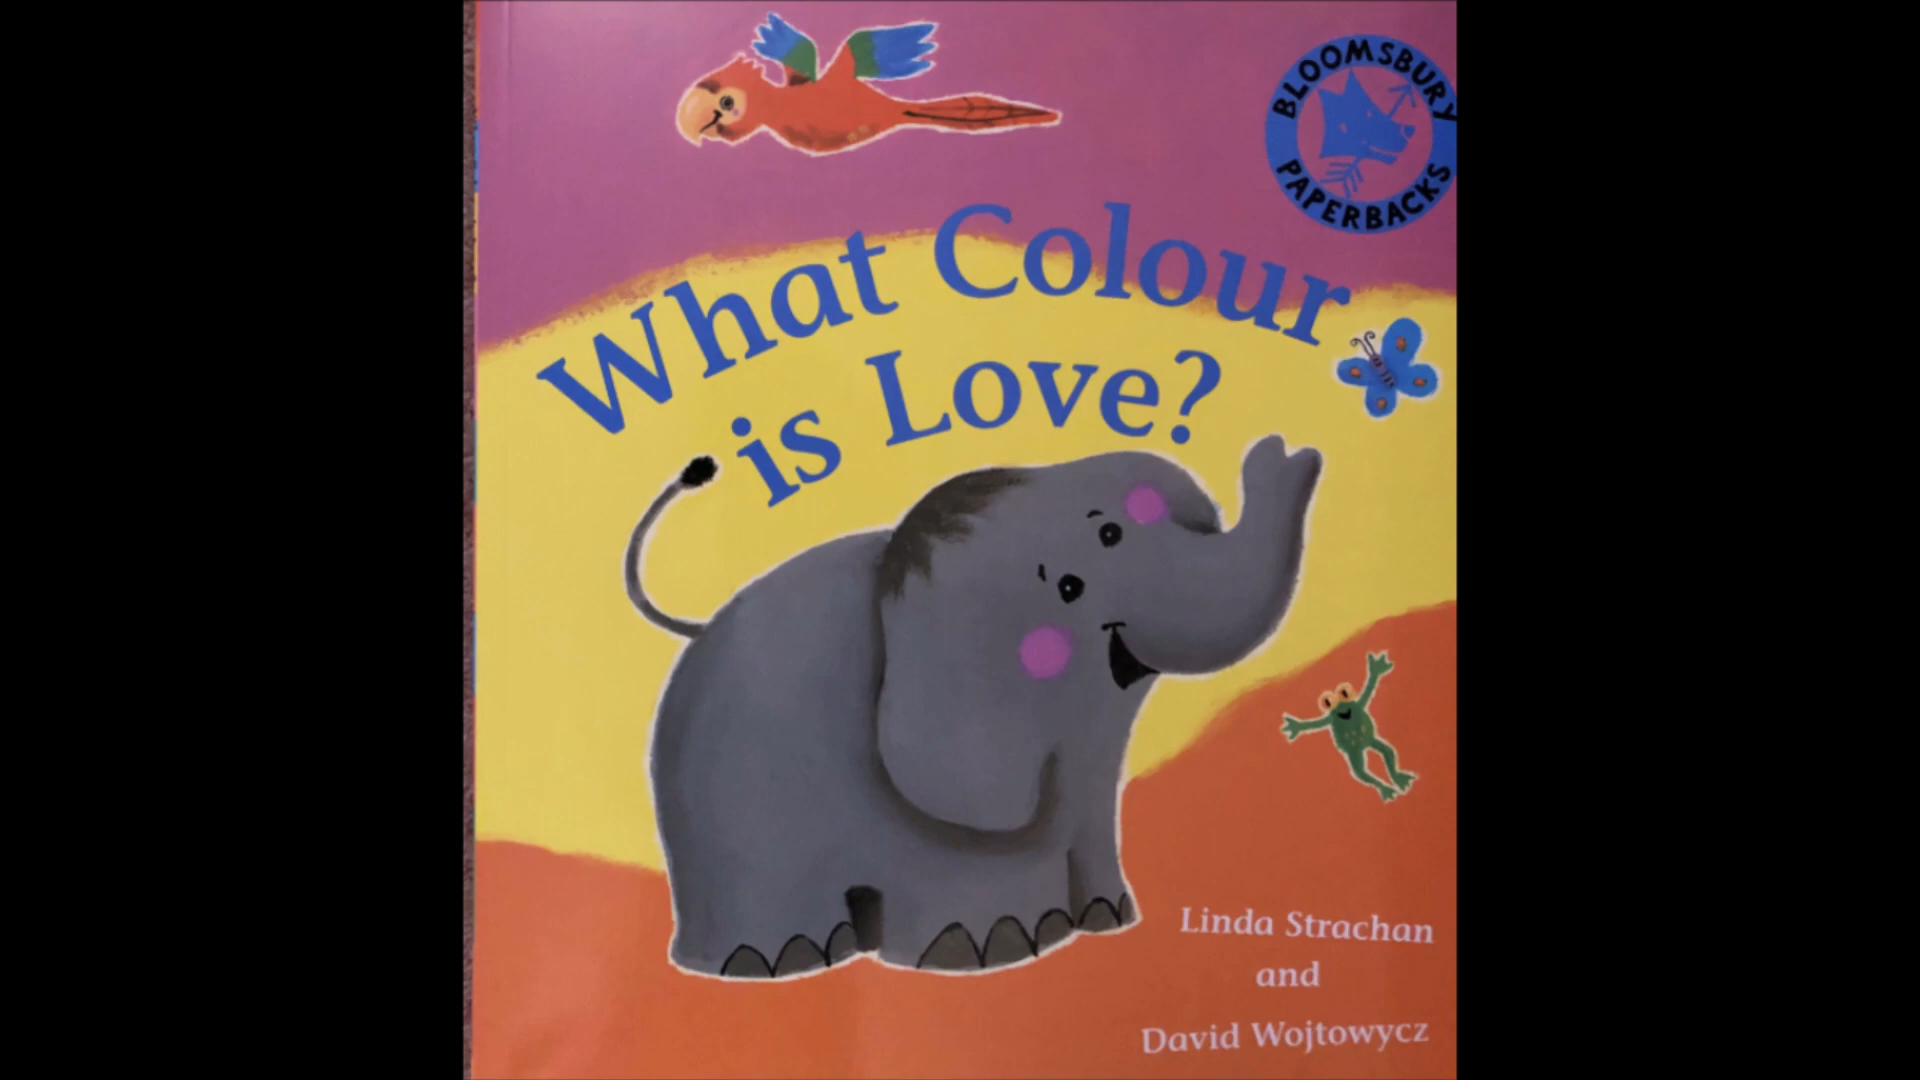 BLOOMSBURY
PAPERBACKS
What Colour
is Love?
Linda Strachan
and
David Wojtowycz